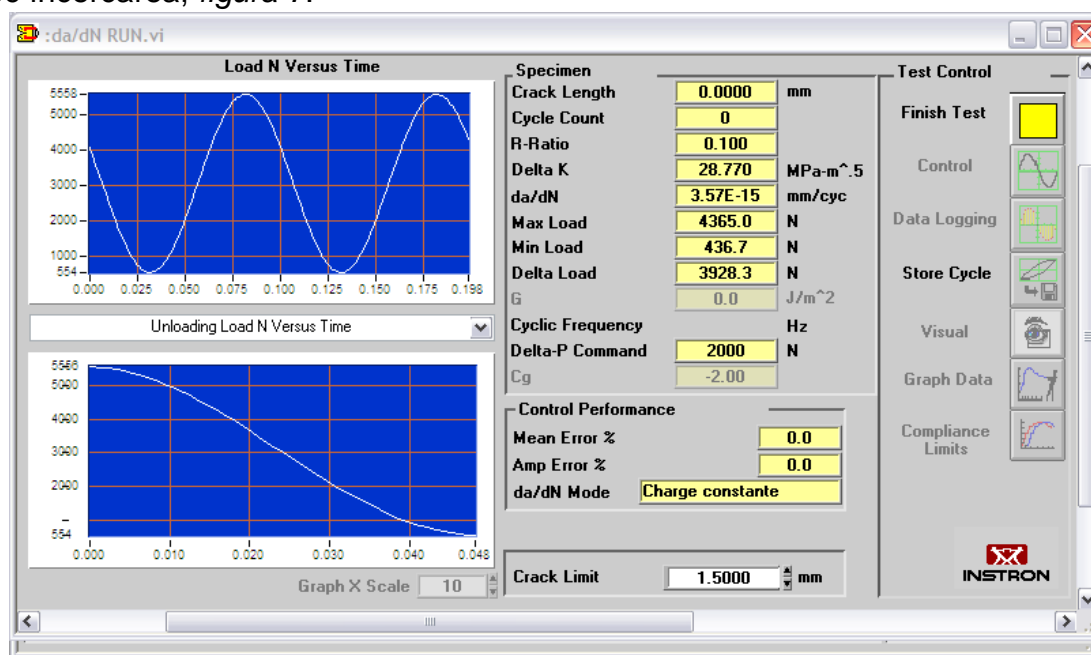 :da/dN RUN.vi
Load N Versus Time
5558
5000
4000
3000
2000
1000
554
0.000 0.025 0.050 0.075 0.100 0.125 0.150 0.175 0.198
Unloading Load N Versus Time
5000
4000
3000
2000
554
0.000 0.010 0.020 0.030 0.040 0.048
Graph X Scale 10
Specimen
Crack Length 0.0000 mm
Cycle Count 0
R-Ratio 0.100
Delta K 28.770 MPa-m^.5
da/dN 3.57E-15 mm/cyc
Max Load 4365.0 N
Min Load 436.7 N
Delta Load 3928.3 N
G 0.0 J/m^2
Cyclic Frequency Hz
Delta-P Command 2000 N
Cg -2.00
Control Performance
Mean Error % 0.0
Amp Error % 0.0
da/dN Mode Charge constante
Crack Limit 1.5000 mm
Test Control
Finish Test
Control
Data Logging
Store Cycle
Visual
Graph Data
Compliance
Limits
INSTRON